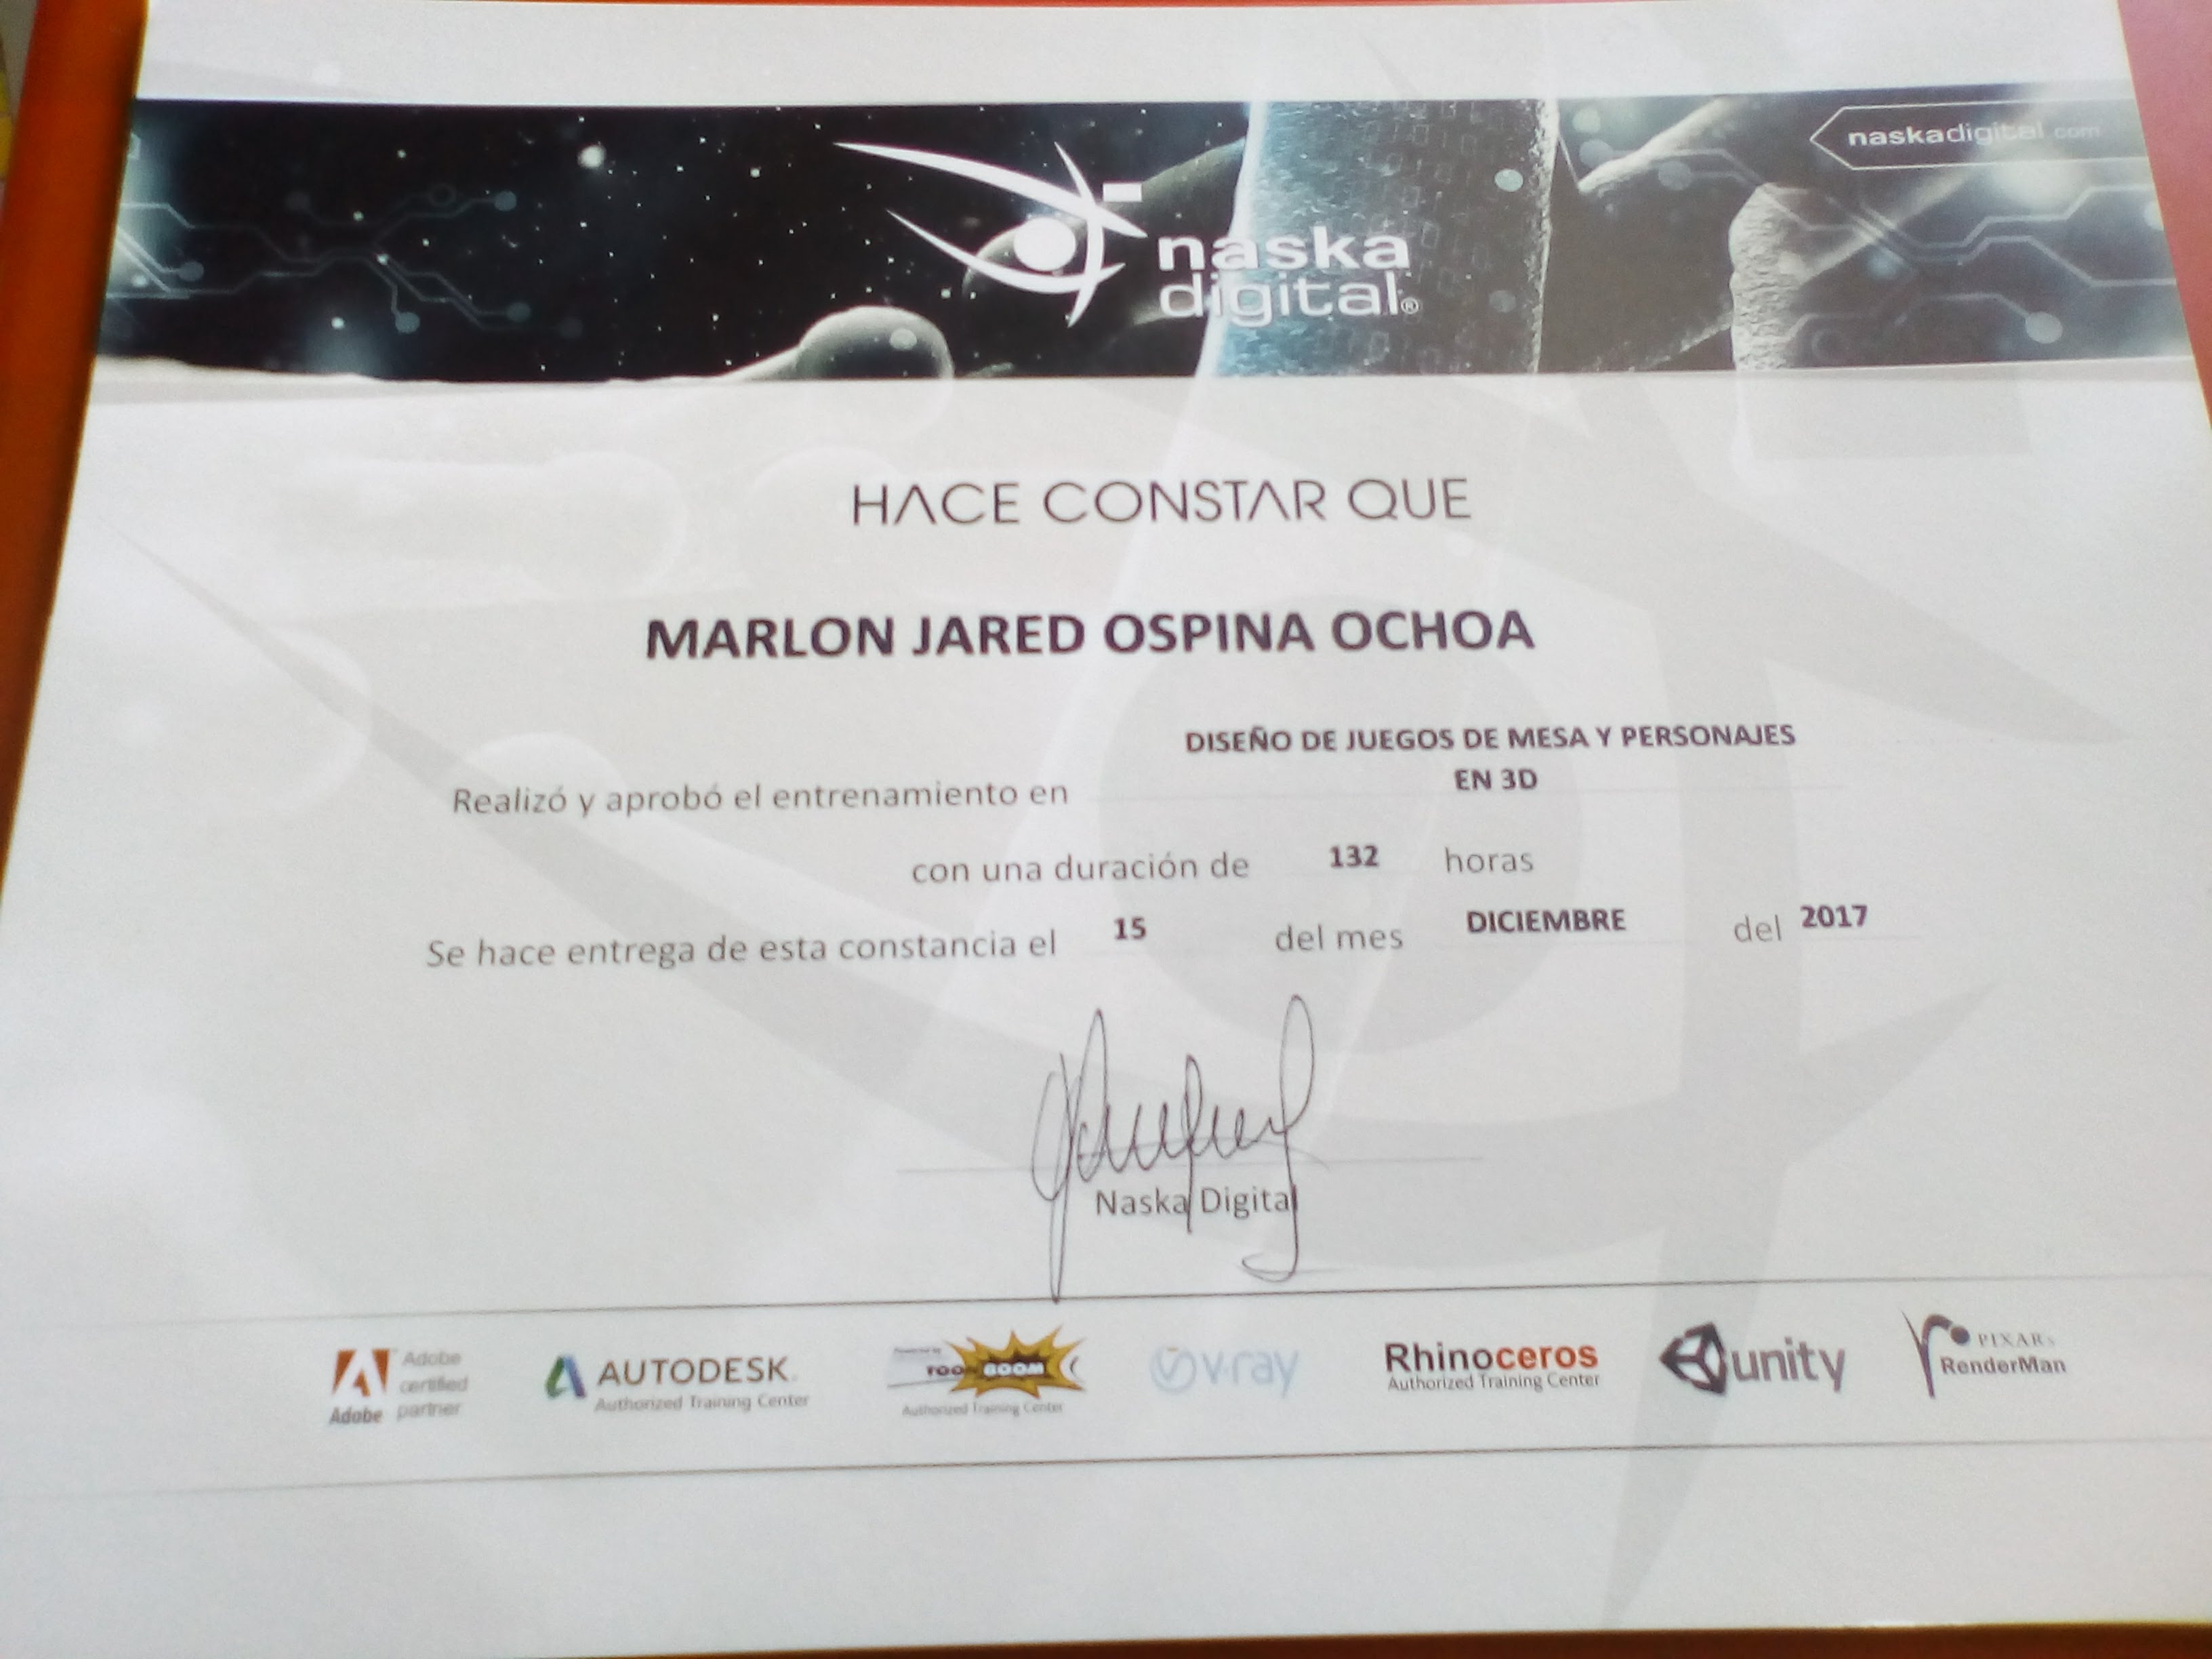 naskadigital.com
naska
digital®
HACE CONSTAR QUE
MARLON JARED OSPINA OCHOA
DISEÑO DE JUEGOS DE MESA Y PERSONAJES
EN 3D
Realizó y aprobó el entrenamiento en
con una duración de 132 horas
Se hace entrega de esta constancia el 15 del mes DICIEMBRE del 2017
Naska Digital
Adobe
certified
partner
Adobe
AUTODESK
Authorized Training Center
Powered by
TOON BOOM
Authorized Training Center
v·ray
Rhinoceros
Authorized Training Center
unity
PIXAR's
RenderMan